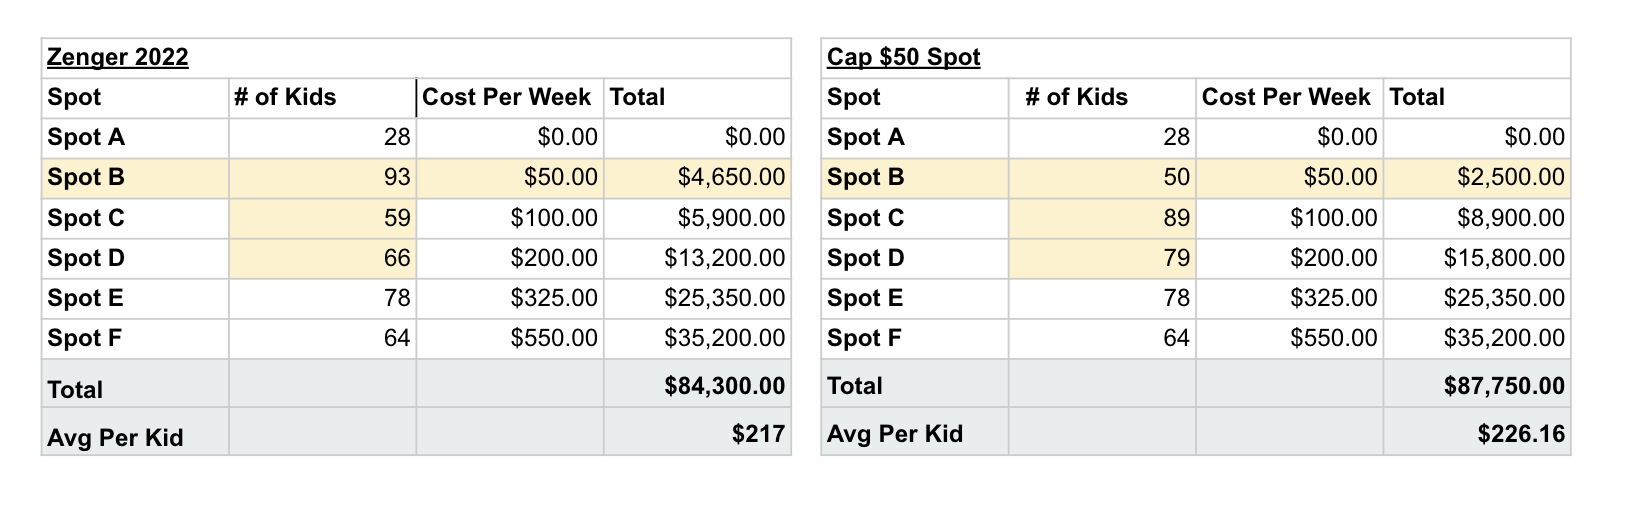 Zenger 2022
Spot # of Kids Cost Per Week Total
Spot A 28 $0.00 $0.00
Spot B 93 $50.00 $4,650.00
Spot C 59 $100.00 $5,900.00
Spot D 66 $200.00 $13,200.00
Spot E 78 $325.00 $25,350.00
Spot F 64 $550.00 $35,200.00
Total $84,300.00
Avg Per Kid $217
Cap $50 Spot
Spot # of Kids Cost Per Week Total
Spot A 28 $0.00 $0.00
Spot B 50 $50.00 $2,500.00
Spot C 89 $100.00 $8,900.00
Spot D 79 $200.00 $15,800.00
Spot E 78 $325.00 $25,350.00
Spot F 64 $550.00 $35,200.00
Total $87,750.00
Avg Per Kid $226.16